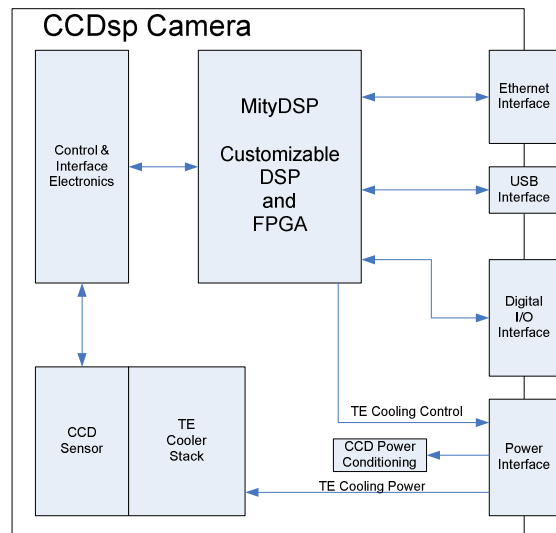 CCDsp Camera
Control &
Interface
Electronics
MityDSP
Customizable
DSP
and
FPGA
Ethernet
Interface
USB
Interface
Digital
I/O
Interface
CCD
Sensor
TE
Cooler
Stack
TE Cooling Control
CCD Power
Conditioning
TE Cooling Power
Power
Interface